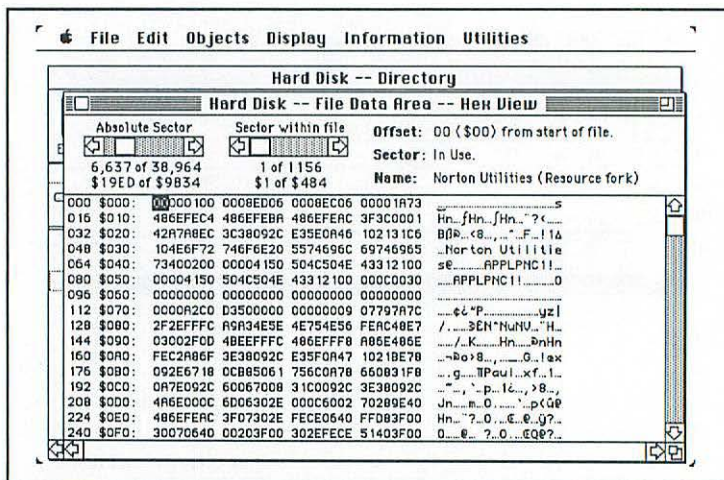 File Edit Objects Display Information Utilities
Hard Disk -- Directory
Hard Disk -- File Data Area -- Hex View
Absolute Sector Sector within file Offset: 00 ($00) from start of file.
Sector: In Use.
6,637 of 38,964 1 of 1156
$19ED of $9834 $1 of $484 Name: Norton Utilities (Resource fork)
000 $000: 00000100 0008ED06 0008EC06 00001A73
016 $010: 486EFEC4 486EFEBA 486EFEAC 3F3C0001
032 $020: 42A7A8EC 3C38092C E35E0A46 102131C6
048 $030: 104E6F72 746F6E20 5574696C 69746965 Norton Utilitie
064 $040: 73400200 00004150 504C504E 43312100 APPLPNC1!
080 $050: 00004150 504C504E 43312100 000C0030 APPLPNC1!
096 $060: 00000000 00000000 00000000 00000000
112 $070: 0000A2C0 D3500000 00000009 07797A7C
128 $080: 2F2EFFFC A9A34E5E 4E754E56 FEAC48E7
144 $090: 03002F0D 4BEEFFFC 486EFFF8 A86E486E
160 $0A0: FEC2A86F 3E38092C E35F0A47 1021BE78
176 $0B0: 092E6718 0CB85061 756C0A78 660831F8
192 $0C0: 0A7E092C 60067008 31C0092C 3E38092C
208 $0D0: 4A6E000C 6D06302E 000C6002 70289E40
224 $0E0: 486EFEAC 3F07302E FECE0640 FFD83F00
240 $0F0: 30070640 00203F00 302EFECE 51403F00